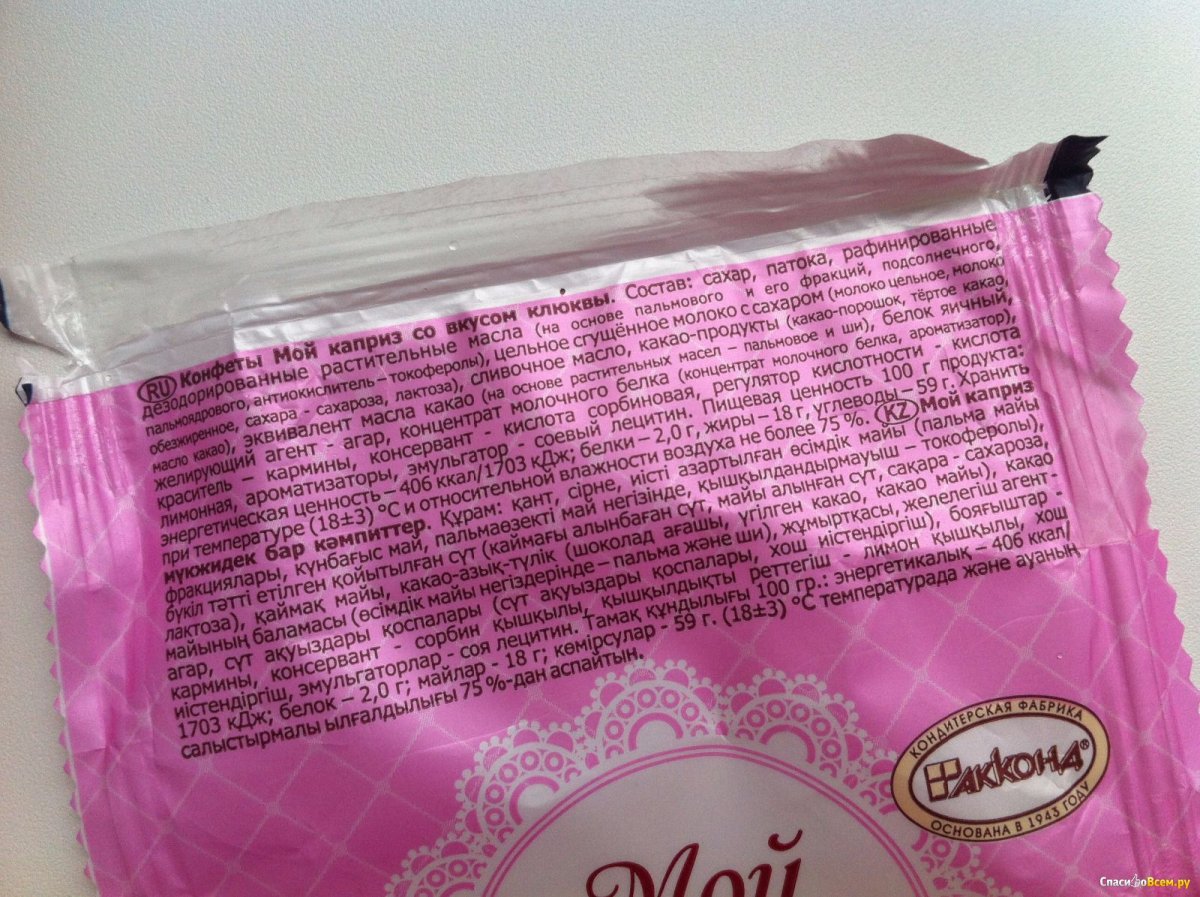 RU Конфеты Мой каприз со вкусом клюквы. Состав: сахар, патока, рафинированные
дезодорированные растительные масла (на основе пальмового и его фракций, подсолнечного,
пальмоядрового, антиокислитель – токоферолы), цельное сгущённое молоко с сахаром (молоко цельное, молоко
обезжиренное, сахара - сахароза, лактоза), сливочное масло, какао-продукты (какао-порошок, тёртое какао,
масло какао), эквивалент масла какао (на основе растительных масел – пальмовое и ши), белок яичный,
желирующий агент – агар, концентрат молочного белка (концентрат молочного белка, ароматизатор),
краситель – кармины, консервант - кислота сорбиновая, регулятор кислотности - кислота
лимонная, ароматизаторы, эмульгатор - соевый лецитин. Пищевая ценность 100 г продукта:
энергетическая ценность – 406 ккал/1703 кДж; белки – 2,0 г, жиры – 18 г, углеводы – 59 г. Хранить
при температуре (18±3) °С и относительной влажности воздуха не более 75 %. KZ Мой каприз
мүкжидек бар кәмпиттер. Құрам: қант, сірне, иісті азартылған өсімдік майы (пальма майы
фракциялары, күнбағыс май, пальмаөзекті май негізінде, қышқылдандырмауыш – токоферолы),
бүкіл тәтті етілген қойытылған сүт (каймағы алынбаған сүт, майы алынған сүт, сақара - сахароза,
лактоза), қаймақ майы, какао-азық-түлік (шоколад ағашы, үгілген какао, какао майы), какао
майының баламасы (өсімдік майы негіздерінде – пальма және ши), жұмыртқасы, желелегіш агент -
агар, сүт ақуыздары қоспалары (сүт ақуыздары қоспалары, хош иістендіргіш), бояғыштар -
кармины, консервант - сорбин қышқылы, қышқылдықты реттегіш - лимон қышқылы, хош
иістендіргіш, эмульгаторлар - соя лецитин. Тамақ құндылығы 100 гр.: энергетикалық – 406 ккал/
1703 кДж; белок – 2,0 г; майлар - 18 г; көмірсулар - 59 г. (18±3) °С температурада және ауаның
салыстырмалы ылғалдылығы 75 %-дан аспайтын.
КОНДИТЕРСКАЯ ФАБРИКА
АККОНД®
ОСНОВАНА В 1943 ГОДУ
Мой
СпасибоВсем.ру